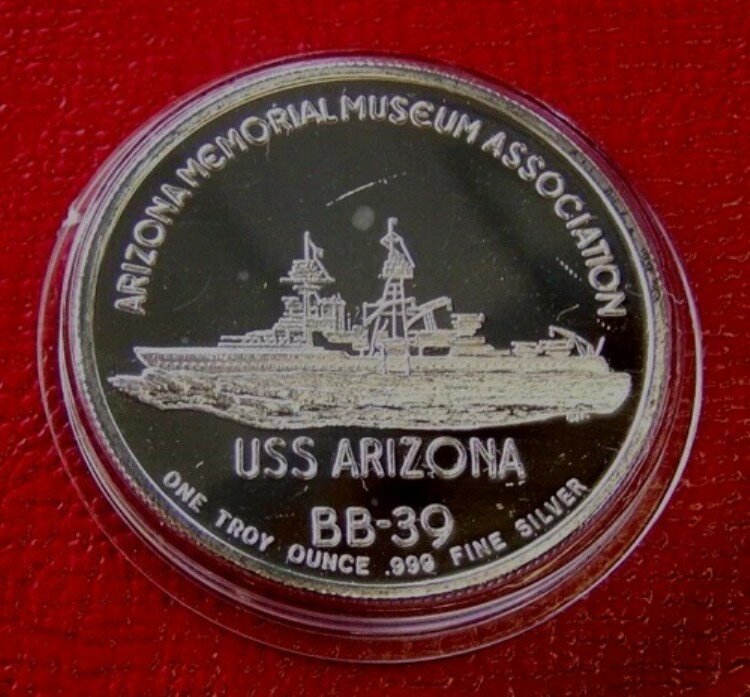 ARIZONA MEMORIAL MUSEUM ASSOCIATION
USS ARIZONA
BB-39
ONE TROY OUNCE .999 FINE SILVER